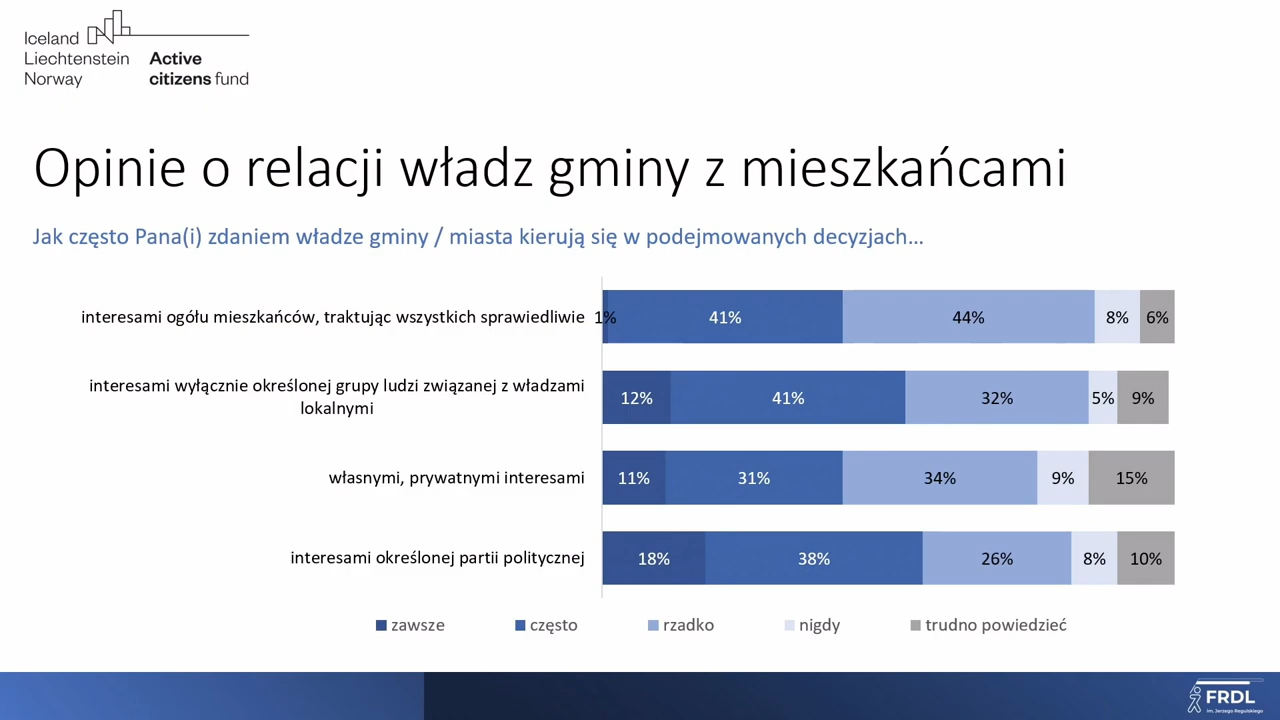 Iceland
Liechtenstein Active
Norway citizens fund
Opinie o relacji władz gminy z mieszkańcami
Jak często Pana(i) zdaniem władze gminy / miasta kierują się w podejmowanych decyzjach...
interesami ogółu mieszkańców, traktując wszystkich sprawiedliwie 1% 41% 44% 8% 6%
interesami wyłącznie określonej grupy ludzi związanej z władzami
lokalnymi
12% 41% 32% 5% 9%
własnymi, prywatnymi interesami 11% 31% 34% 9% 15%
interesami określonej partii politycznej 18% 38% 26% 8% 10%
zawsze często rzadko nigdy trudno powiedzieć
FRDL
im. Jerzego Regulskiego